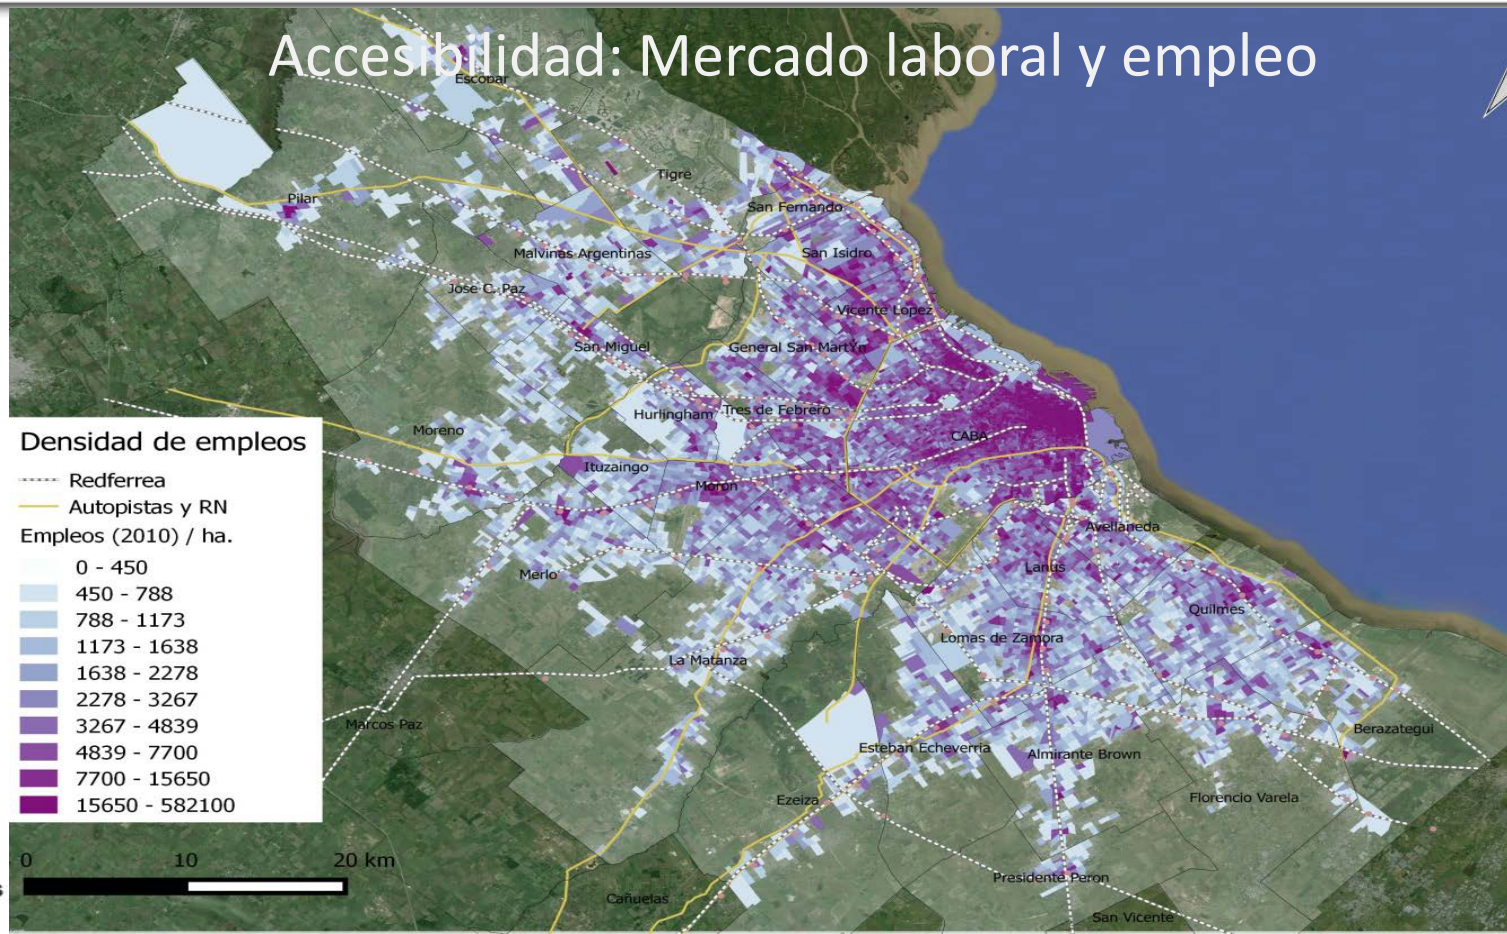 Accesibilidad: Mercado laboral y empleo
Escobar
Tigre
Pilar
San Fernando
Malvinas Argentinas
San Isidro
Jose C. Paz
Vicente Lopez
San Miguel
General San MartÝn
Hurlingham
Tres de Febrero
Moreno
CABA
Ituzaingo
Moron
Avellaneda
Lanus
Merlo
Quilmes
Lomas de Zamora
La Matanza
Marcos Paz
Berazategui
Esteban Echeverria
Almirante Brown
Ezeiza
Florencio Varela
Presidente Peron
Cañuelas
San Vicente
Densidad de empleos
Redferrea
Autopistas y RN
Empleos (2010) / ha.
0 - 450
450 - 788
788 - 1173
1173 - 1638
1638 - 2278
2278 - 3267
3267 - 4839
4839 - 7700
7700 - 15650
15650 - 582100
0 10 20 km